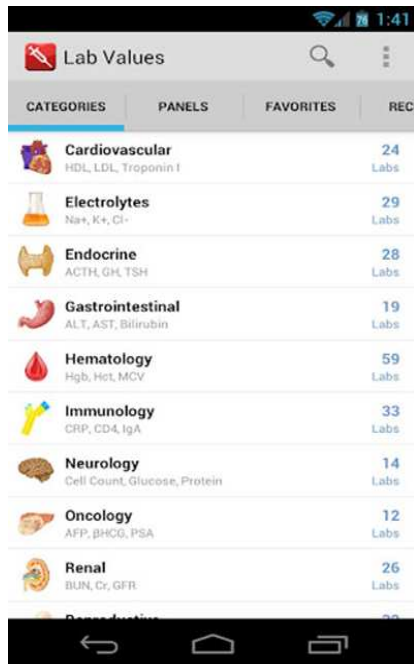 76 1:41
Lab Values
CATEGORIES PANELS FAVORITES REC
Cardiovascular 24
HDL, LDL, Troponin I Labs
Electrolytes 29
Na+, K+, Cl- Labs
Endocrine 28
ACTH, GH, TSH Labs
Gastrointestinal 19
ALT, AST, Bilirubin Labs
Hematology 59
Hgb, Hct, MCV Labs
Immunology 33
CRP, CD4, IgA Labs
Neurology 14
Cell Count, Glucose, Protein Labs
Oncology 12
AFP, βHCG, PSA Labs
Renal 26
BUN, Cr, GFR Labs